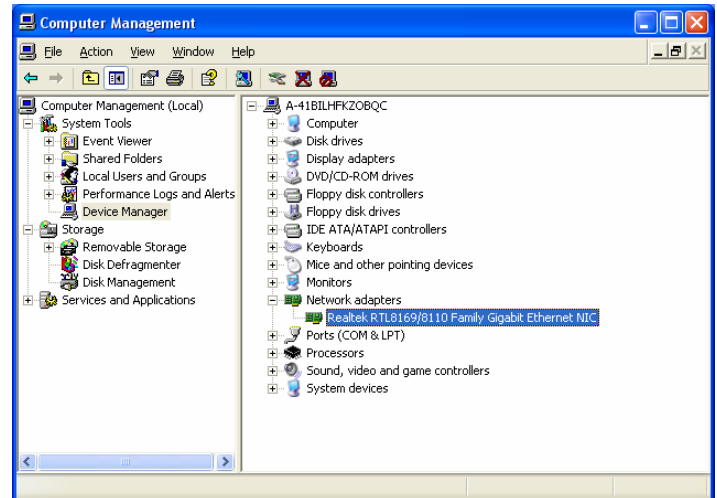 Computer Management
File Action View Window Help
Computer Management (Local)
System Tools
Event Viewer
Shared Folders
Local Users and Groups
Performance Logs and Alerts
Device Manager
Storage
Removable Storage
Disk Defragmenter
Disk Management
Services and Applications
A-41BILHFKZOBQC
Computer
Disk drives
Display adapters
DVD/CD-ROM drives
Floppy disk controllers
Floppy disk drives
IDE ATA/ATAPI controllers
Keyboards
Mice and other pointing devices
Monitors
Network adapters
Realtek RTL8169/8110 Family Gigabit Ethernet NIC
Ports (COM & LPT)
Processors
Sound, video and game controllers
System devices